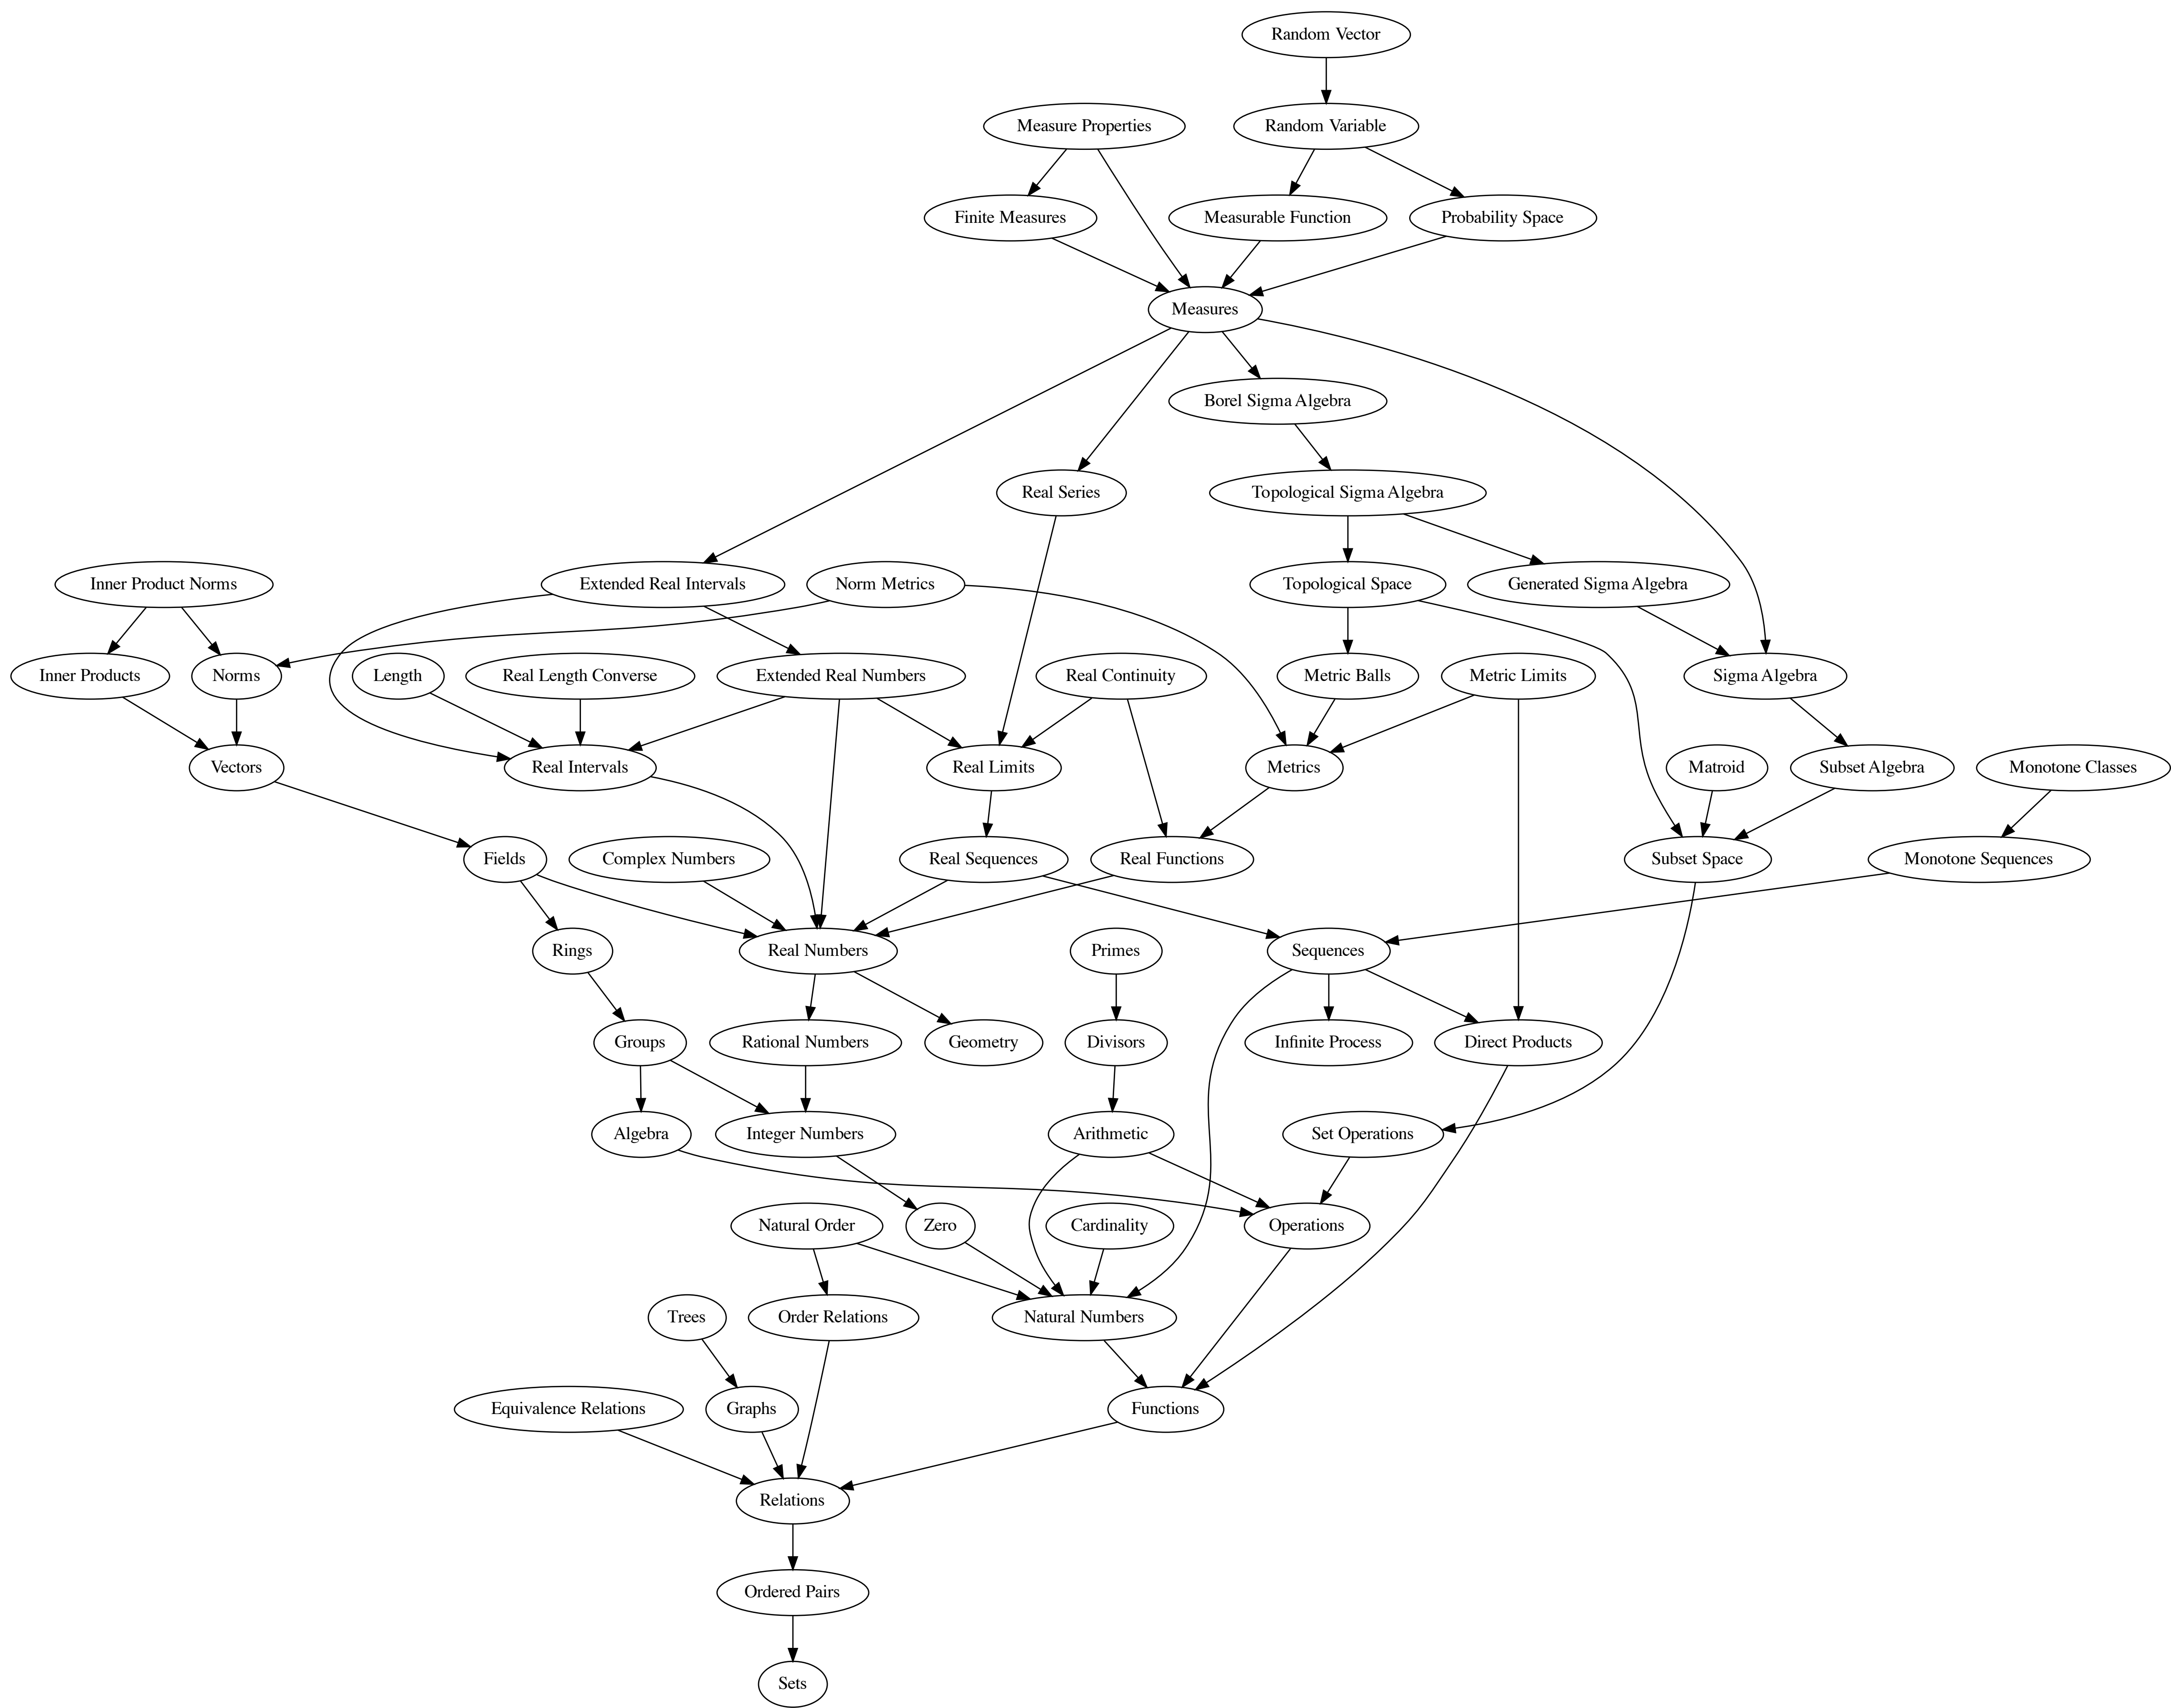 Random Vector
Measure Properties
Random Variable
Finite Measures
Measurable Function
Probability Space
Measures
Borel Sigma Algebra
Real Series
Topological Sigma Algebra
Inner Product Norms
Extended Real Intervals
Norm Metrics
Topological Space
Generated Sigma Algebra
Inner Products
Norms
Length
Real Length Converse
Extended Real Numbers
Real Continuity
Metric Balls
Metric Limits
Sigma Algebra
Vectors
Real Intervals
Real Limits
Metrics
Matroid
Subset Algebra
Monotone Classes
Fields
Complex Numbers
Real Sequences
Real Functions
Subset Space
Monotone Sequences
Rings
Real Numbers
Primes
Sequences
Groups
Rational Numbers
Geometry
Divisors
Infinite Process
Direct Products
Algebra
Integer Numbers
Arithmetic
Set Operations
Natural Order
Zero
Cardinality
Operations
Trees
Order Relations
Natural Numbers
Equivalence Relations
Graphs
Functions
Relations
Ordered Pairs
Sets